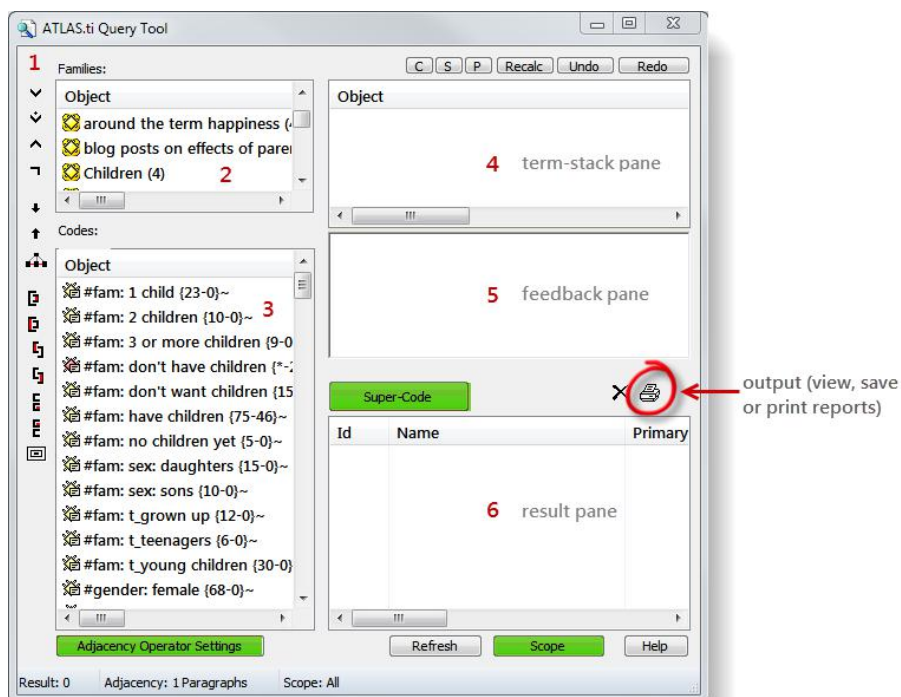 ATLAS.ti Query Tool
1
Families:
C S P Recalc Undo Redo
Object
around the term happiness (
blog posts on effects of parei
Children (4)
2
Object
4 term-stack pane
Codes:
Object
#fam: 1 child {23-0}~
#fam: 2 children {10-0}~
3
#fam: 3 or more children {9-0
#fam: don't have children {*-2
#fam: don't want children {15
#fam: have children {75-46}~
#fam: no children yet {5-0}~
#fam: sex: daughters {15-0}~
#fam: sex: sons {10-0}~
#fam: t_grown up {12-0}~
#fam: t_teenagers {6-0}~
#fam: t_young children {30-0}
#gender: female {68-0}~
5 feedback pane
Super-Code
output (view, save
or print reports)
Id Name Primary
6 result pane
Adjacency Operator Settings
Refresh Scope Help
Result: 0 Adjacency: 1 Paragraphs Scope: All